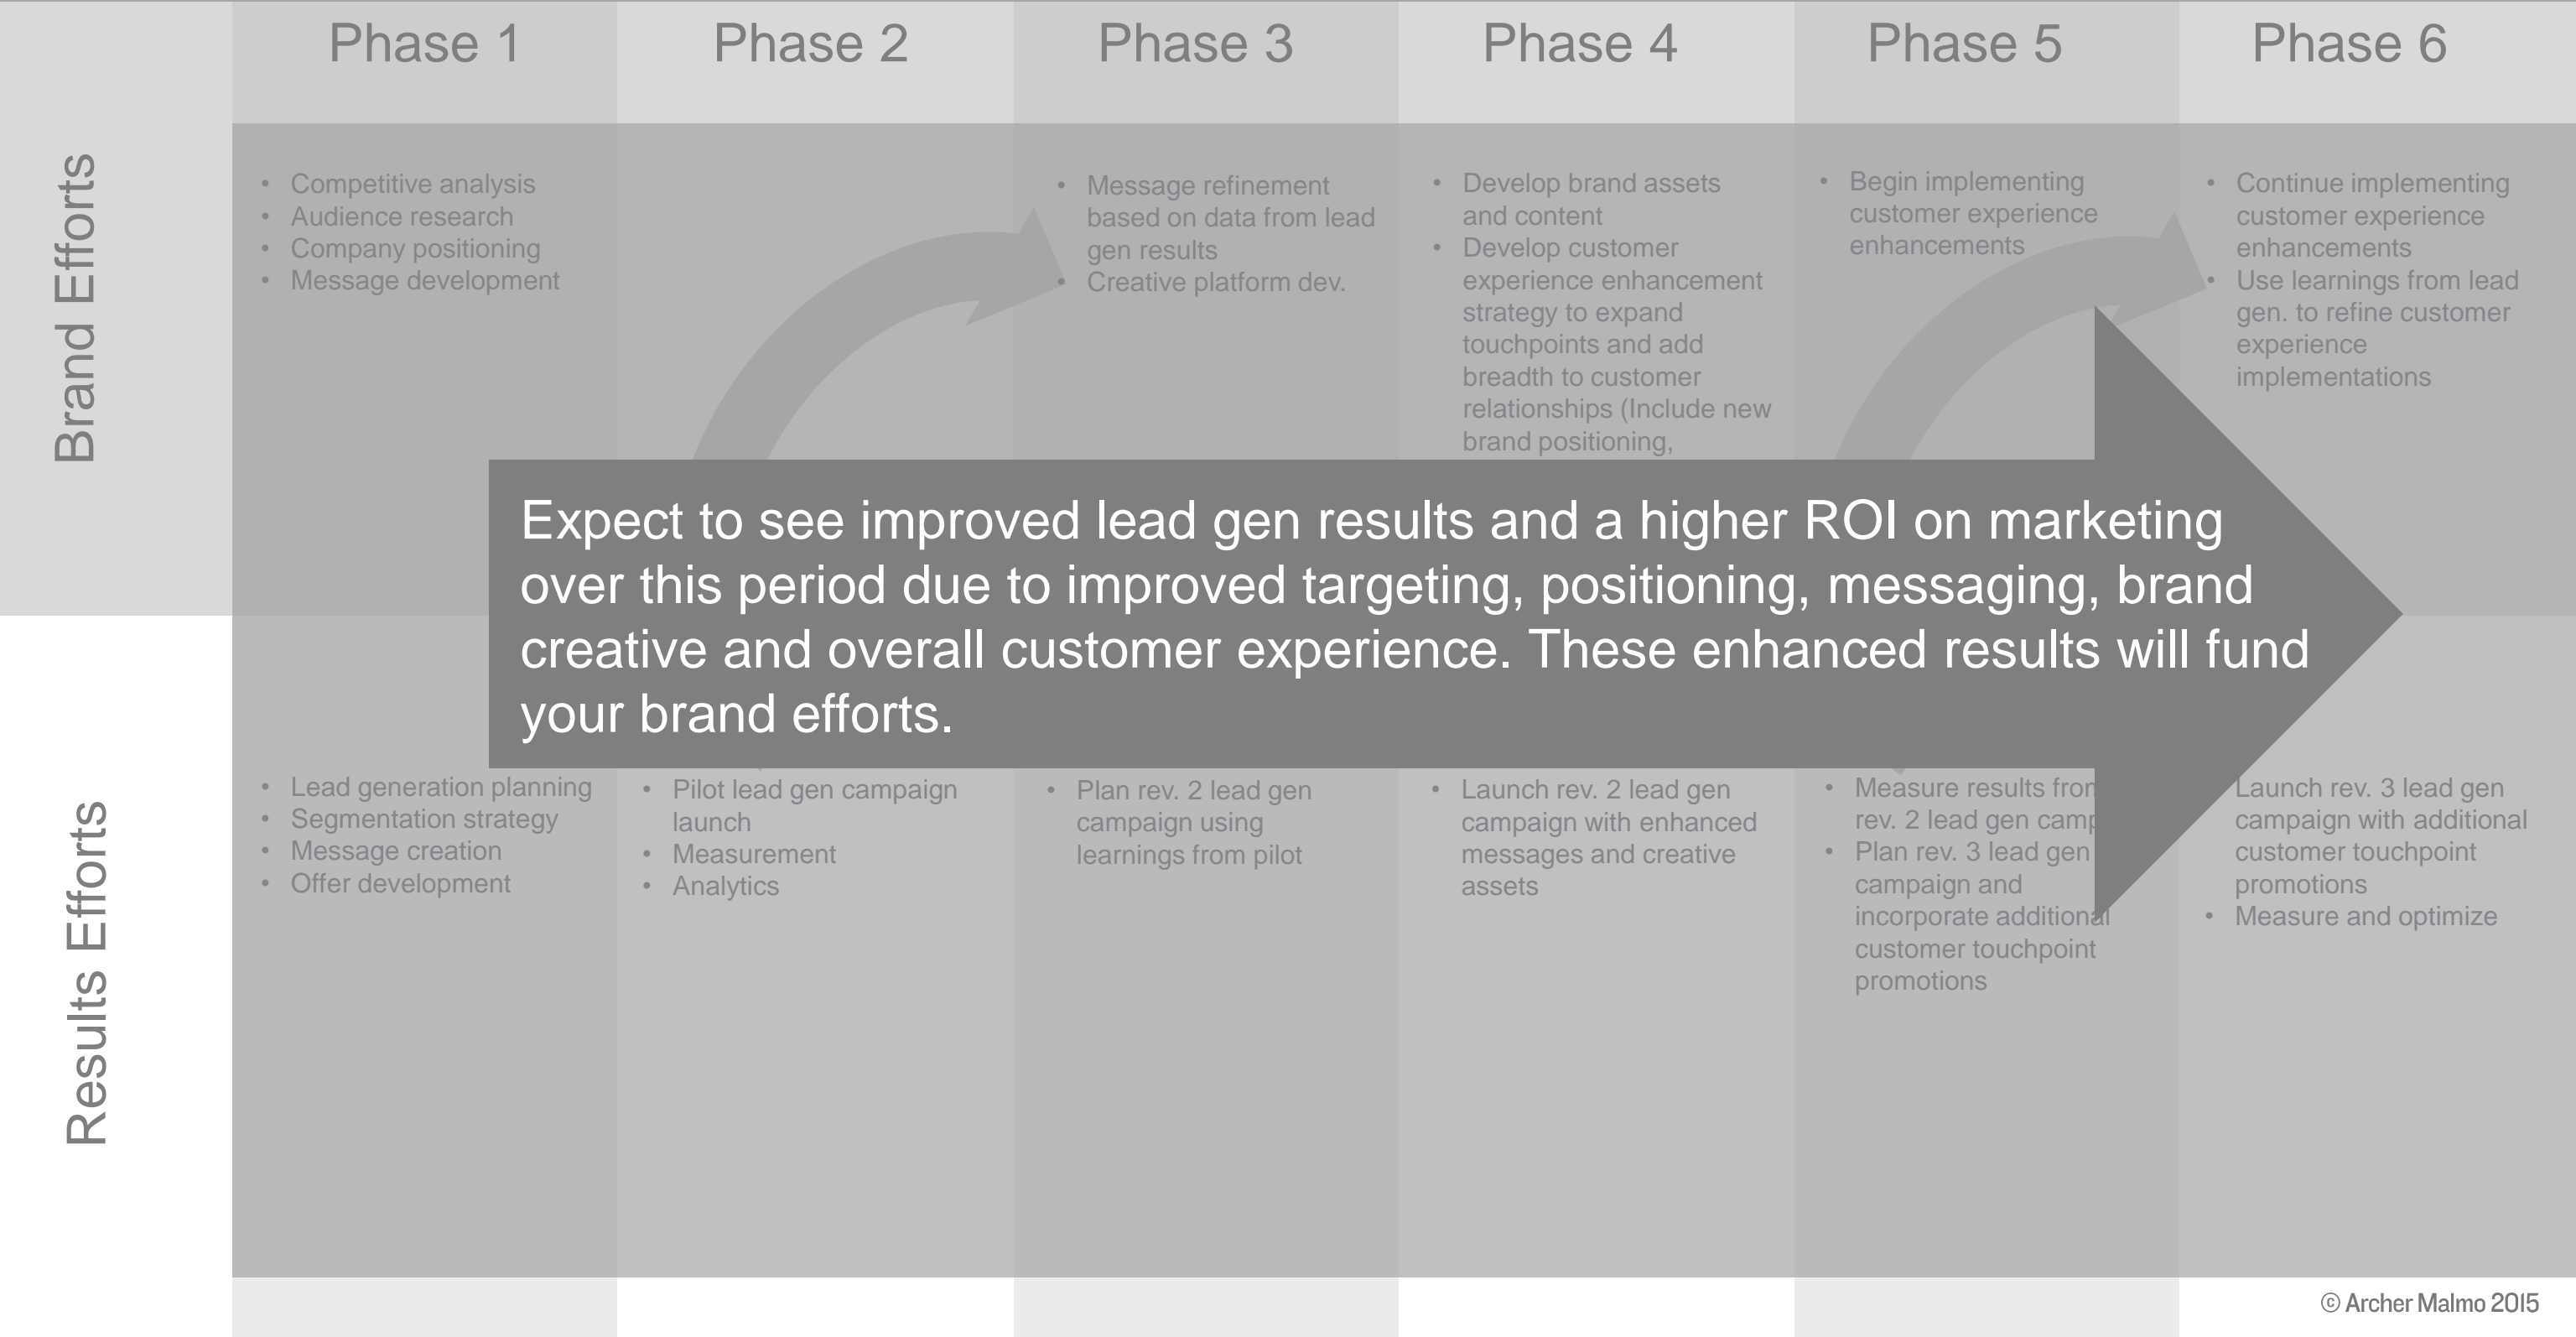 Phase 1
Phase 2
Phase 3
Phase 4
Phase 5
Phase 6
Brand Efforts
• Competitive analysis
• Audience research
• Company positioning
• Message development
• Message refinement
based on data from lead
gen results
• Creative platform dev.
• Develop brand assets
and content
• Develop customer
experience enhancement
strategy to expand
touchpoints and add
breadth to customer
relationships (Include new
brand positioning,
• Begin implementing
customer experience
enhancements
• Continue implementing
customer experience
enhancements
• Use learnings from lead
gen. to refine customer
experience
implementations
Expect to see improved lead gen results and a higher ROI on marketing
over this period due to improved targeting, positioning, messaging, brand
creative and overall customer experience. These enhanced results will fund
your brand efforts.
Results Efforts
• Lead generation planning
• Segmentation strategy
• Message creation
• Offer development
• Pilot lead gen campaign
launch
• Measurement
• Analytics
• Plan rev. 2 lead gen
campaign using
learnings from pilot
• Launch rev. 2 lead gen
campaign with enhanced
messages and creative
assets
• Measure results
rev. 2 lead gen
• Plan rev. 3 lead gen
campaign and
incorporate additional
customer touchpoint
promotions
Launch rev. 3 lead gen
campaign with additional
customer touchpoint
promotions
• Measure and optimize
© Archer Malmo 2015